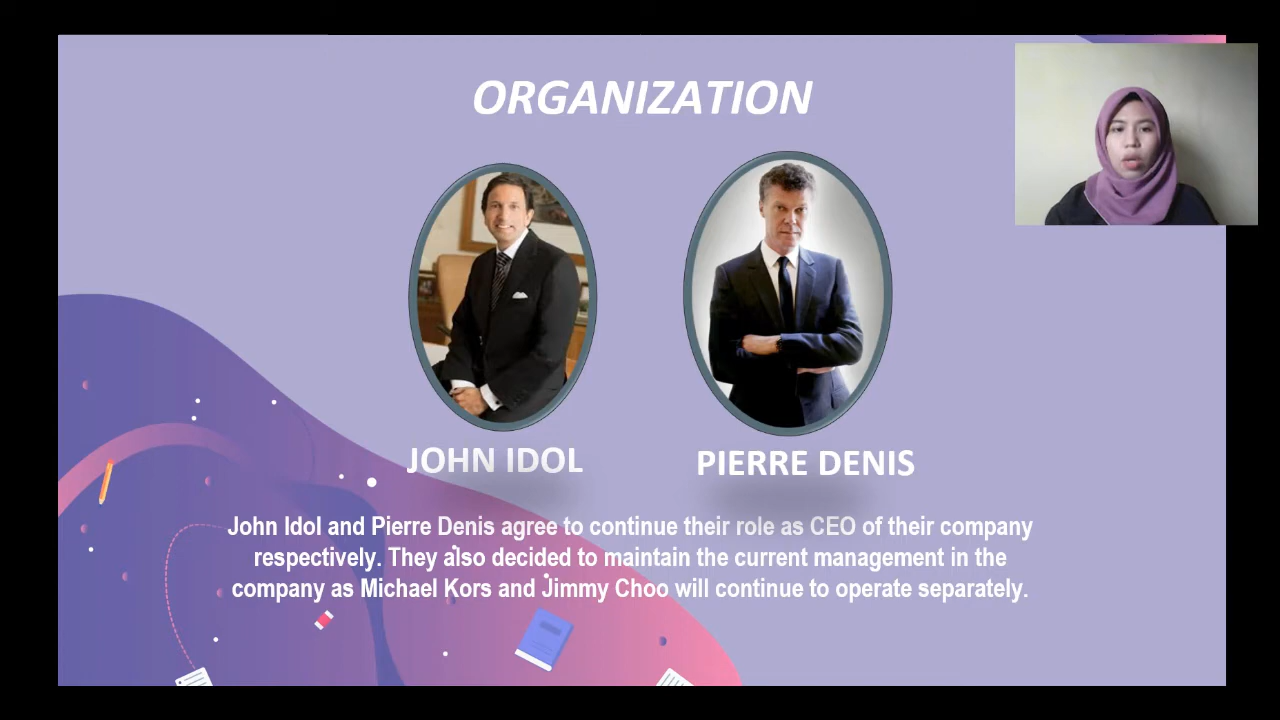 ORGANIZATION
JOHN IDOL
PIERRE DENIS
John Idol and Pierre Denis agree to continue their role as CEO of their company
respectively. They also decided to maintain the current management in the
company as Michael Kors and Jimmy Choo will continue to operate separately.